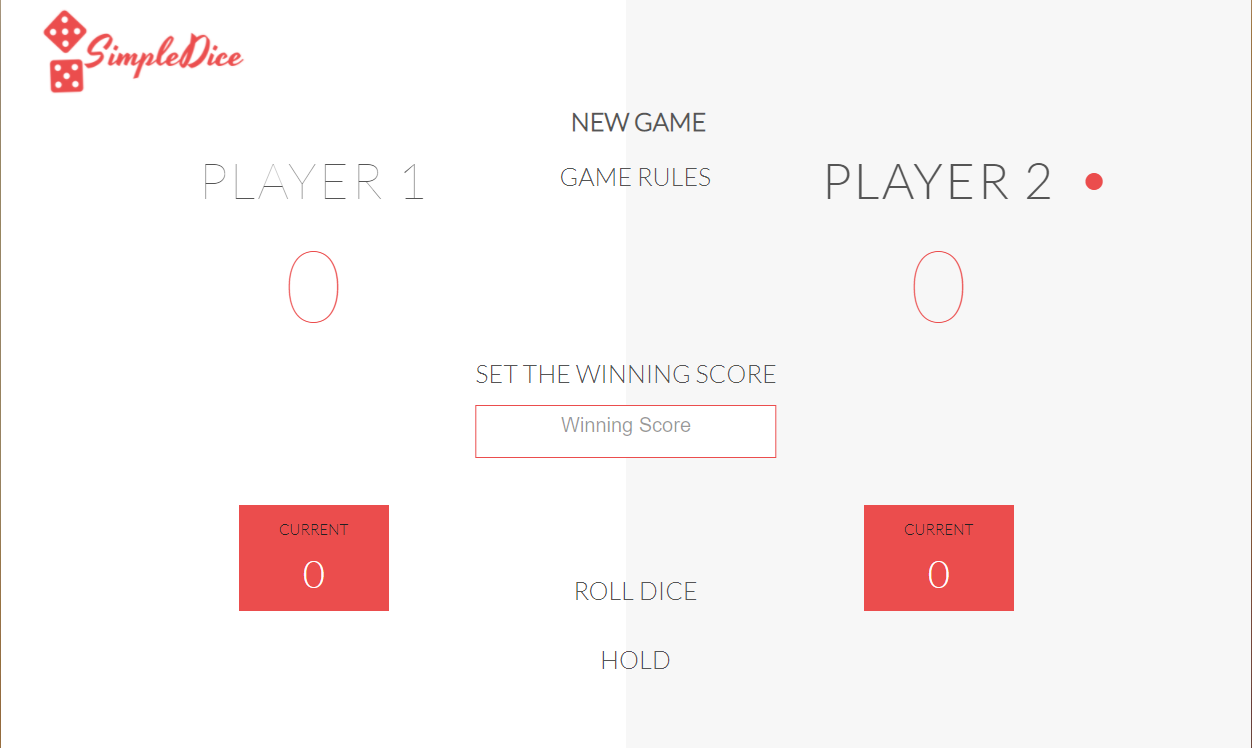 SimpleDice
NEW GAME
PLAYER 1
GAME RULES
PLAYER 2
0
0
SET THE WINNING SCORE
Winning Score
CURRENT
0
CURRENT
0
ROLL DICE
HOLD